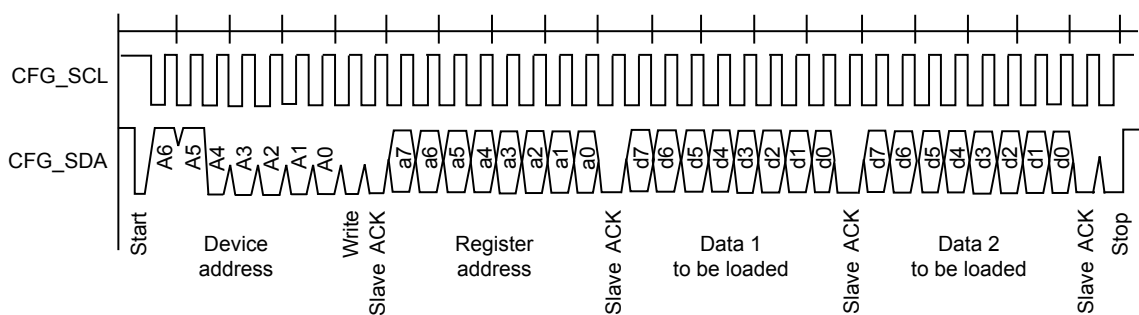 CFG_SCL
CFG_SDA
A6 A5 A4 A3 A2 A1 A0 a7 a6 a5 a4 a3 a2 a1 a0 d7 d6 d5 d4 d3 d2 d1 d0 d7 d6 d5 d4 d3 d2 d1 d0
Start
Device
address
Write
Slave ACK
Register
address
Slave ACK
Data 1
to be loaded
Slave ACK
Data 2
to be loaded
Slave ACK
Stop